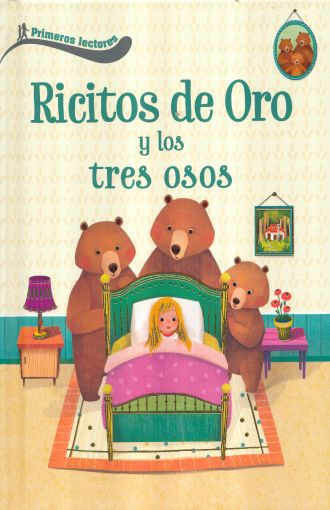 Primeros lectores
Ricitos de Oro
y los
tres osos